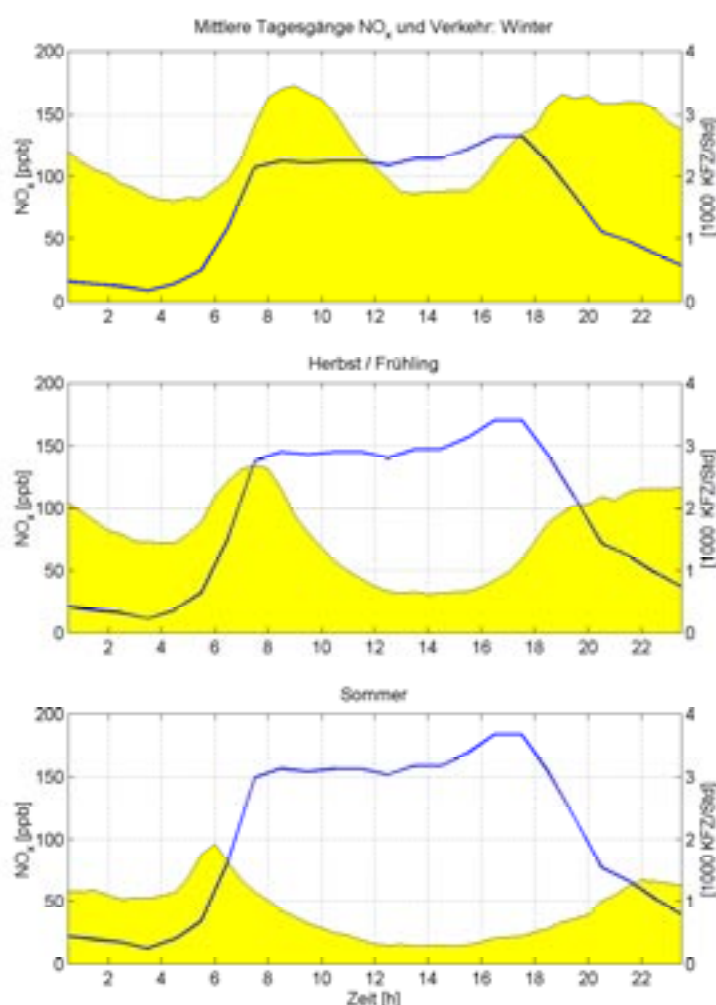 Mittlere Tagesgänge NOx und Verkehr: Winter
200
150
100
50
0
NOx [ppb]
4
3
2
1
0
[1000 KFZ/Std]
2 4 6 8 10 12 14 16 18 20 22
Herbst / Frühling
200
150
100
50
0
NOx [ppb]
4
3
2
1
0
[1000 KFZ/Std]
2 4 6 8 10 12 14 16 18 20 22
Sommer
200
150
100
50
0
NOx [ppb]
4
3
2
1
0
[1000 KFZ/Std]
2 4 6 8 10 12 14 16 18 20 22
Zeit [h]